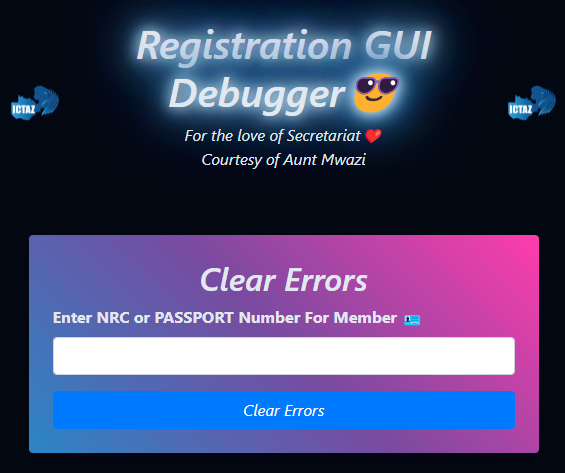 Registration GUI
Debugger 😎
ICTAZ
ICTAZ
For the love of Secretariat ❤️
Courtesy of Aunt Mwazi
Clear Errors
Enter NRC or PASSPORT Number For Member 🪪
Clear Errors